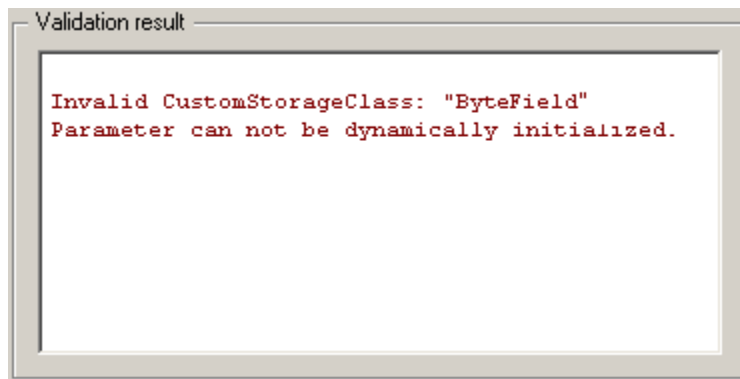 Validation result
Invalid CustomStorageClass: "ByteField"
Parameter can not be dynamically initialized.